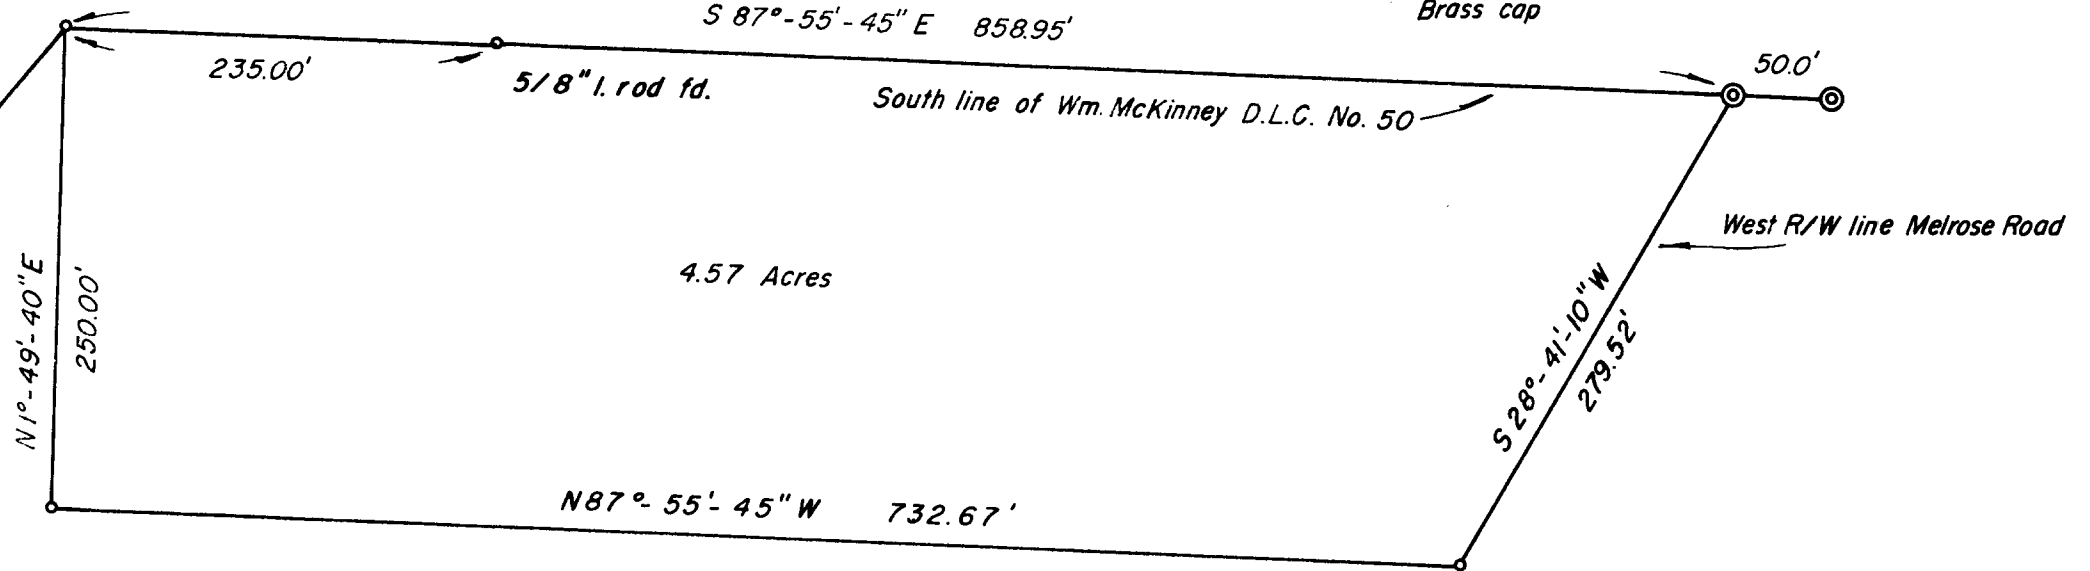 Brass cap
S 87°-55'-45" E 858.95'
50.0'
235.00'
5/8" I. rod fd.
South line of Wm. McKinney D.L.C. No. 50
West R/W line Melrose Road
4.57 Acres
N 1°-49'-40" E
250.00'
S 28°-41'-10" W
279.52'
N 87°-55'-45" W 732.67'